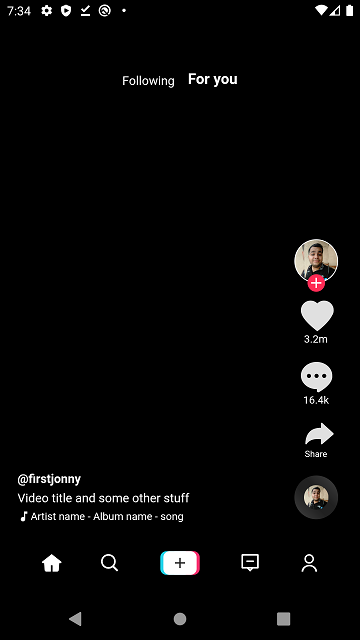 7:34
Following For you
3.2m
16.4k
Share
@firstjonny
Video title and some other stuff
Artist name - Album name - song